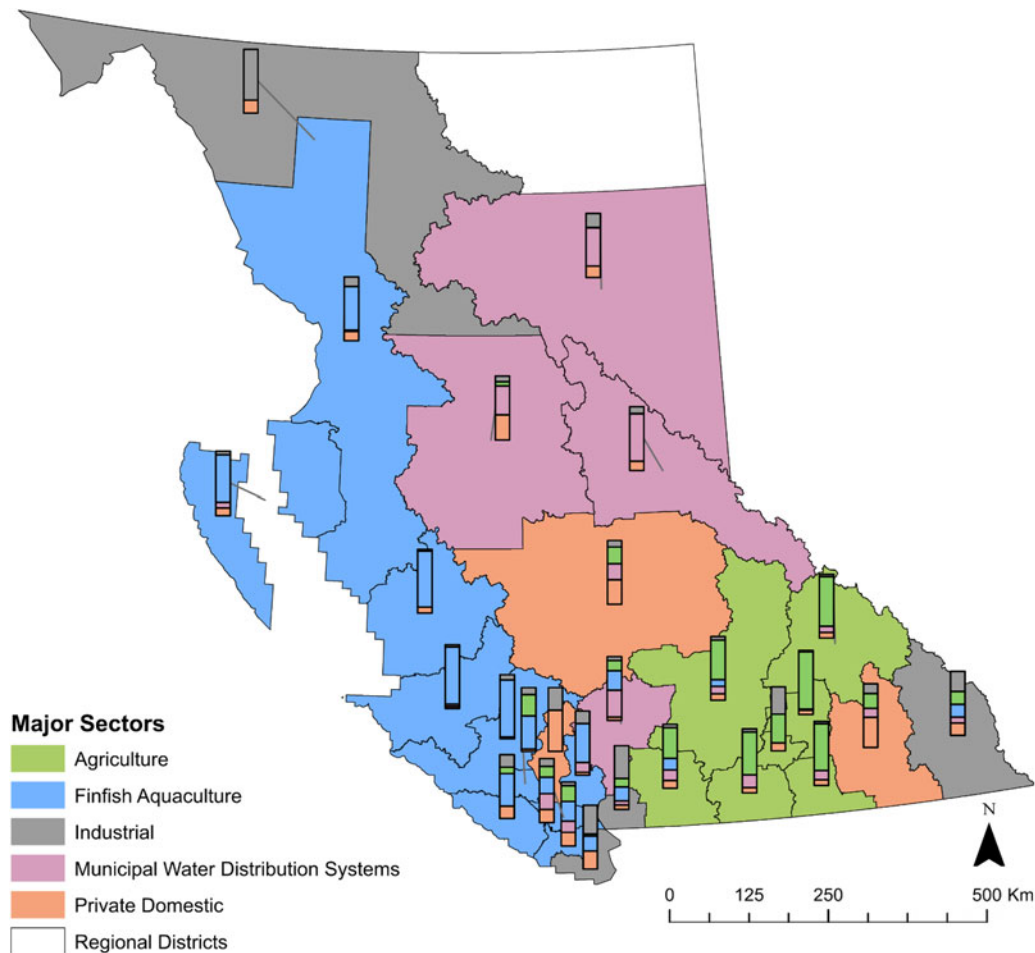 Major Sectors
Agriculture
Finfish Aquaculture
Industrial
Municipal Water Distribution Systems
Private Domestic
Regional Districts
N
0 125 250 500 Km